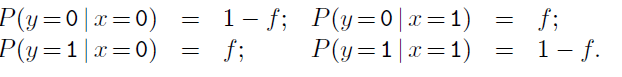 P(y=0|x=0) = 1−f; P(y=0|x=1) = f;
P(y=1|x=0) = f; P(y=1|x=1) = 1−f.